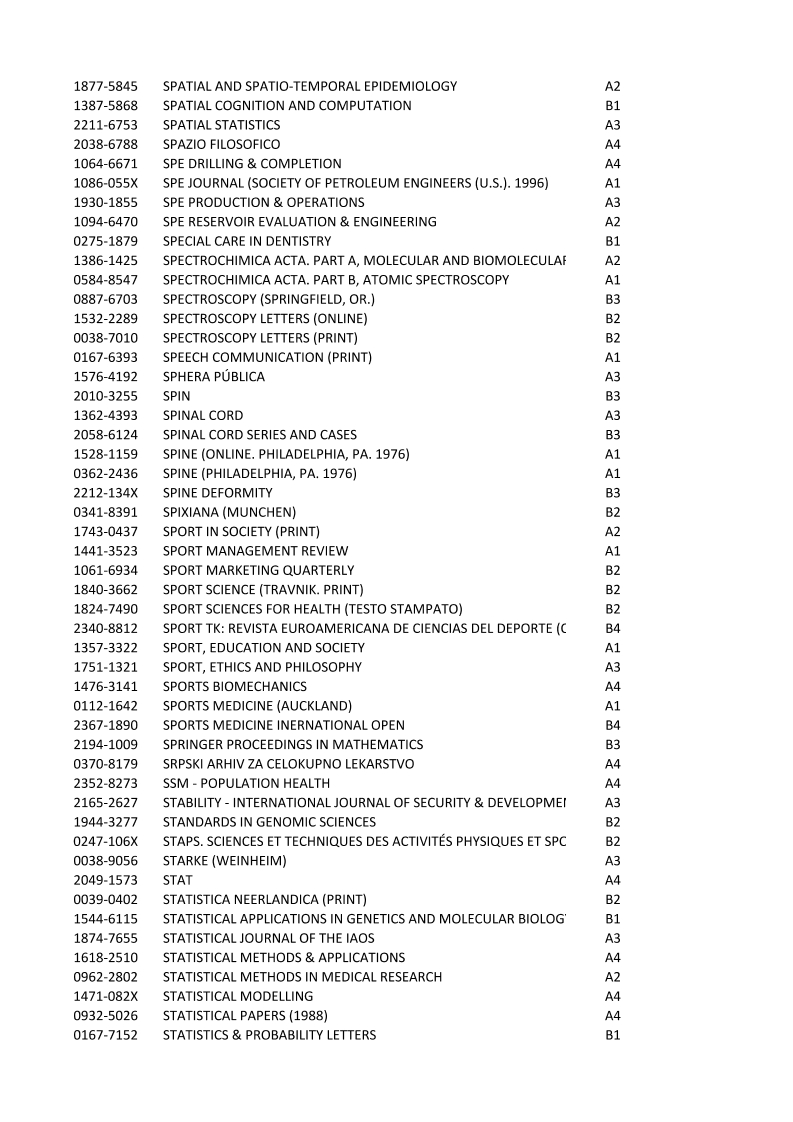 1877-5845 SPATIAL AND SPATIO-TEMPORAL EPIDEMIOLOGY A2
1387-5868 SPATIAL COGNITION AND COMPUTATION B1
2211-6753 SPATIAL STATISTICS A3
2038-6788 SPAZIO FILOSOFICO A4
1064-6671 SPE DRILLING & COMPLETION A4
1086-055X SPE JOURNAL (SOCIETY OF PETROLEUM ENGINEERS (U.S.). 1996) A1
1930-1855 SPE PRODUCTION & OPERATIONS A3
1094-6470 SPE RESERVOIR EVALUATION & ENGINEERING A2
0275-1879 SPECIAL CARE IN DENTISTRY B1
1386-1425 SPECTROCHIMICA ACTA. PART A, MOLECULAR AND BIOMOLECULAR A2
0584-8547 SPECTROCHIMICA ACTA. PART B, ATOMIC SPECTROSCOPY A1
0887-6703 SPECTROSCOPY (SPRINGFIELD, OR.) B3
1532-2289 SPECTROSCOPY LETTERS (ONLINE) B2
0038-7010 SPECTROSCOPY LETTERS (PRINT) B2
0167-6393 SPEECH COMMUNICATION (PRINT) A1
1576-4192 SPHERA PÚBLICA A3
2010-3255 SPIN B3
1362-4393 SPINAL CORD A3
2058-6124 SPINAL CORD SERIES AND CASES B3
1528-1159 SPINE (ONLINE. PHILADELPHIA, PA. 1976) A1
0362-2436 SPINE (PHILADELPHIA, PA. 1976) A1
2212-134X SPINE DEFORMITY B3
0341-8391 SPIXIANA (MUNCHEN) B2
1743-0437 SPORT IN SOCIETY (PRINT) A2
1441-3523 SPORT MANAGEMENT REVIEW A1
1061-6934 SPORT MARKETING QUARTERLY B2
1840-3662 SPORT SCIENCE (TRAVNIK. PRINT) B2
1824-7490 SPORT SCIENCES FOR HEALTH (TESTO STAMPATO) B2
2340-8812 SPORT TK: REVISTA EUROAMERICANA DE CIENCIAS DEL DEPORTE (C B4
1357-3322 SPORT, EDUCATION AND SOCIETY A1
1751-1321 SPORT, ETHICS AND PHILOSOPHY A3
1476-3141 SPORTS BIOMECHANICS A4
0112-1642 SPORTS MEDICINE (AUCKLAND) A1
2367-1890 SPORTS MEDICINE INERNATIONAL OPEN B4
2194-1009 SPRINGER PROCEEDINGS IN MATHEMATICS B3
0370-8179 SRPSKI ARHIV ZA CELOKUPNO LEKARSTVO A4
2352-8273 SSM - POPULATION HEALTH A4
2165-2627 STABILITY - INTERNATIONAL JOURNAL OF SECURITY & DEVELOPMEN A3
1944-3277 STANDARDS IN GENOMIC SCIENCES B2
0247-106X STAPS. SCIENCES ET TECHNIQUES DES ACTIVITÉS PHYSIQUES ET SPO B2
0038-9056 STARKE (WEINHEIM) A3
2049-1573 STAT A4
0039-0402 STATISTICA NEERLANDICA (PRINT) B2
1544-6115 STATISTICAL APPLICATIONS IN GENETICS AND MOLECULAR BIOLOGY B1
1874-7655 STATISTICAL JOURNAL OF THE IAOS A3
1618-2510 STATISTICAL METHODS & APPLICATIONS A4
0962-2802 STATISTICAL METHODS IN MEDICAL RESEARCH A2
1471-082X STATISTICAL MODELLING A4
0932-5026 STATISTICAL PAPERS (1988) A4
0167-7152 STATISTICS & PROBABILITY LETTERS B1